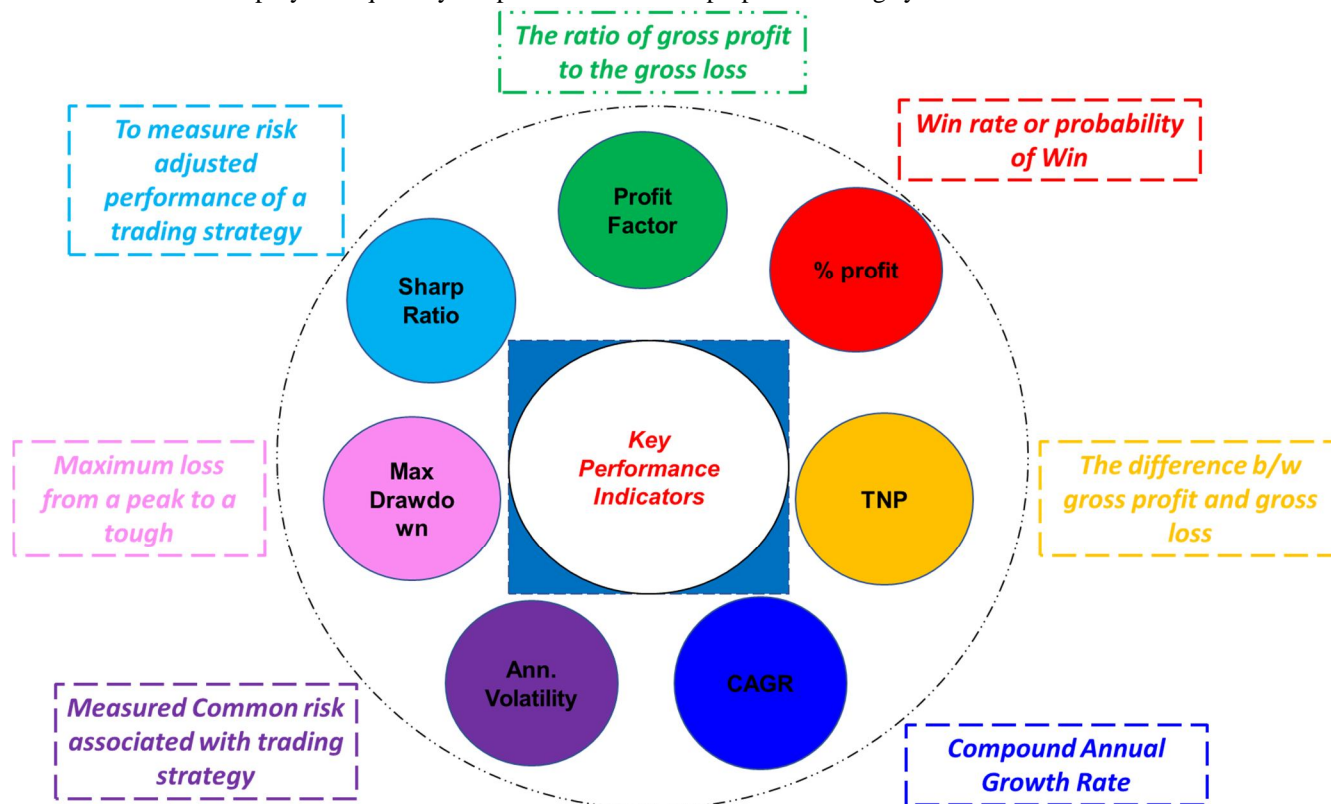 The ratio of gross profit
to the gross loss
To measure risk
adjusted
performance of a
trading strategy
Win rate or probability
of Win
Profit
Factor
% profit
Sharp
Ratio
Key
Performance
Indicators
Max
Drawdo
wn
TNP
Maximum loss
from a peak to a
tough
The difference b/w
gross profit and gross
loss
Ann.
Volatility
CAGR
Measured Common risk
associated with trading
strategy
Compound Annual
Growth Rate